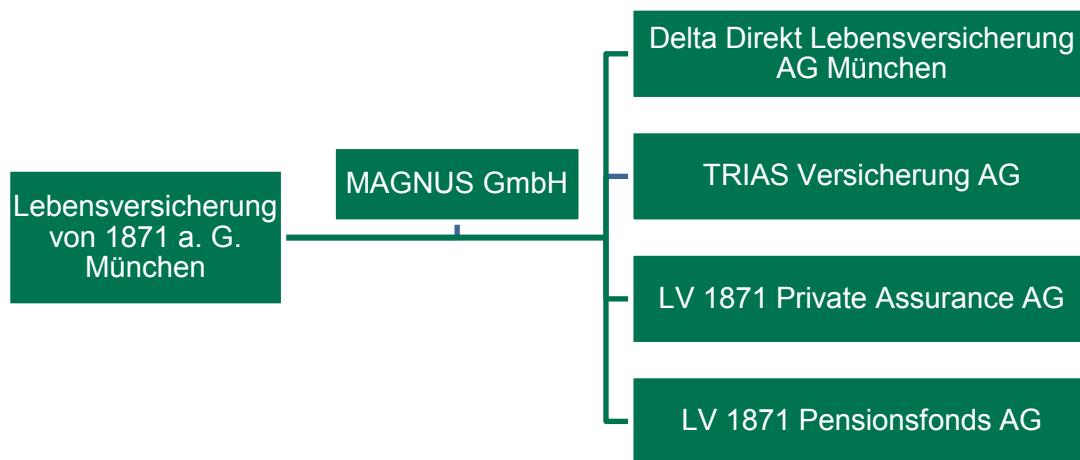 Lebensversicherung
von 1871 a. G.
München
MAGNUS GmbH
Delta Direkt Lebensversicherung
AG München
TRIAS Versicherung AG
LV 1871 Private Assurance AG
LV 1871 Pensionsfonds AG